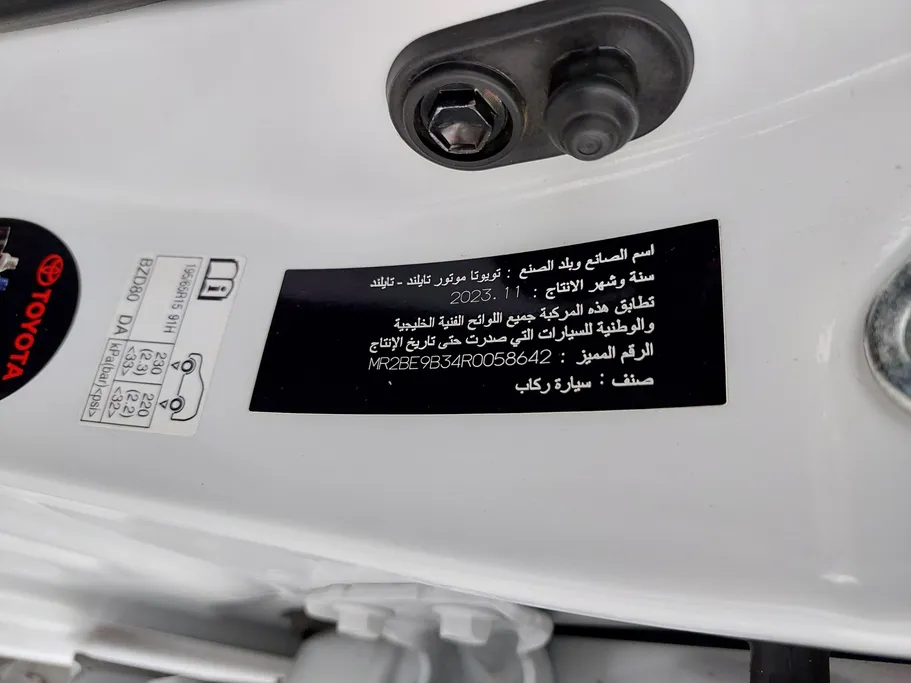 اسم الصانع وبلد الصنع : تويوتا موتور تايلند - تايلند
سنة وشهر الانتاج : 2023.11
تطابق هذه المركبة جميع اللوائح الفنية الخليجية
والوطنية للسيارات التي صدرت حتى تاريخ الإنتاج
الرقم المميز : MR2BE9B34R0058642
صنف : سيارة ركاب
195/65R15 91H
230
(2.3)
<33>
220
(2.2)
<32>
kPa(bar)<psi>
BZD80 DA
TOYOTA